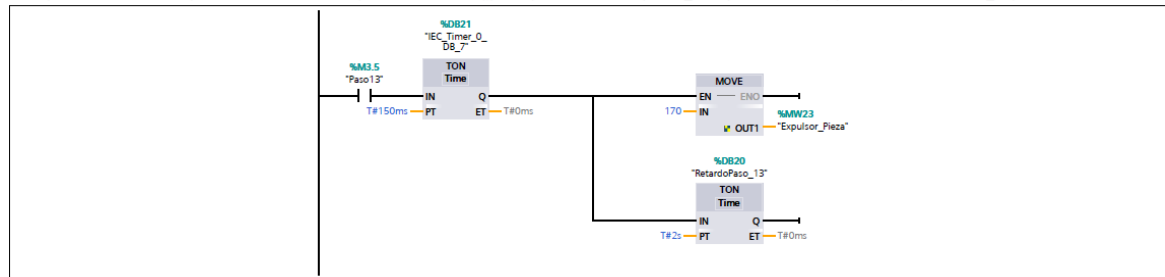 %DB21
"IEC_Timer_0_
DB_7"
%M3.5
"Paso13"
TON
Time
IN Q
T#150ms PT ET T#0ms
MOVE
EN ENO
170 IN
%MW23
OUT1 "Expulsor_Pieza"
%DB20
"RetardoPaso_13"
TON
Time
IN Q
T#2s PT ET T#0ms